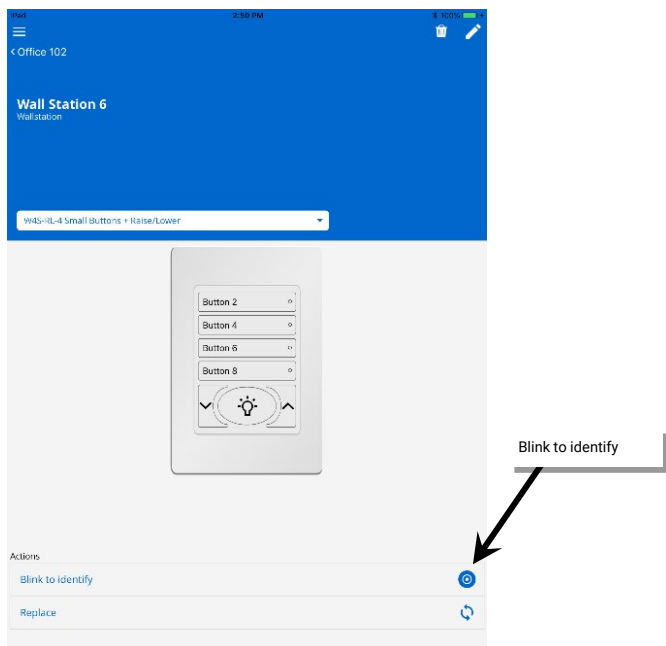 iPad 2:50 PM 100%
Office 102
Wall Station 6
Wallstation
W4S-RL-4 Small Buttons + Raise/Lower
Button 2
Button 4
Button 6
Button 8
Blink to identify
Actions
Blink to identify
Replace